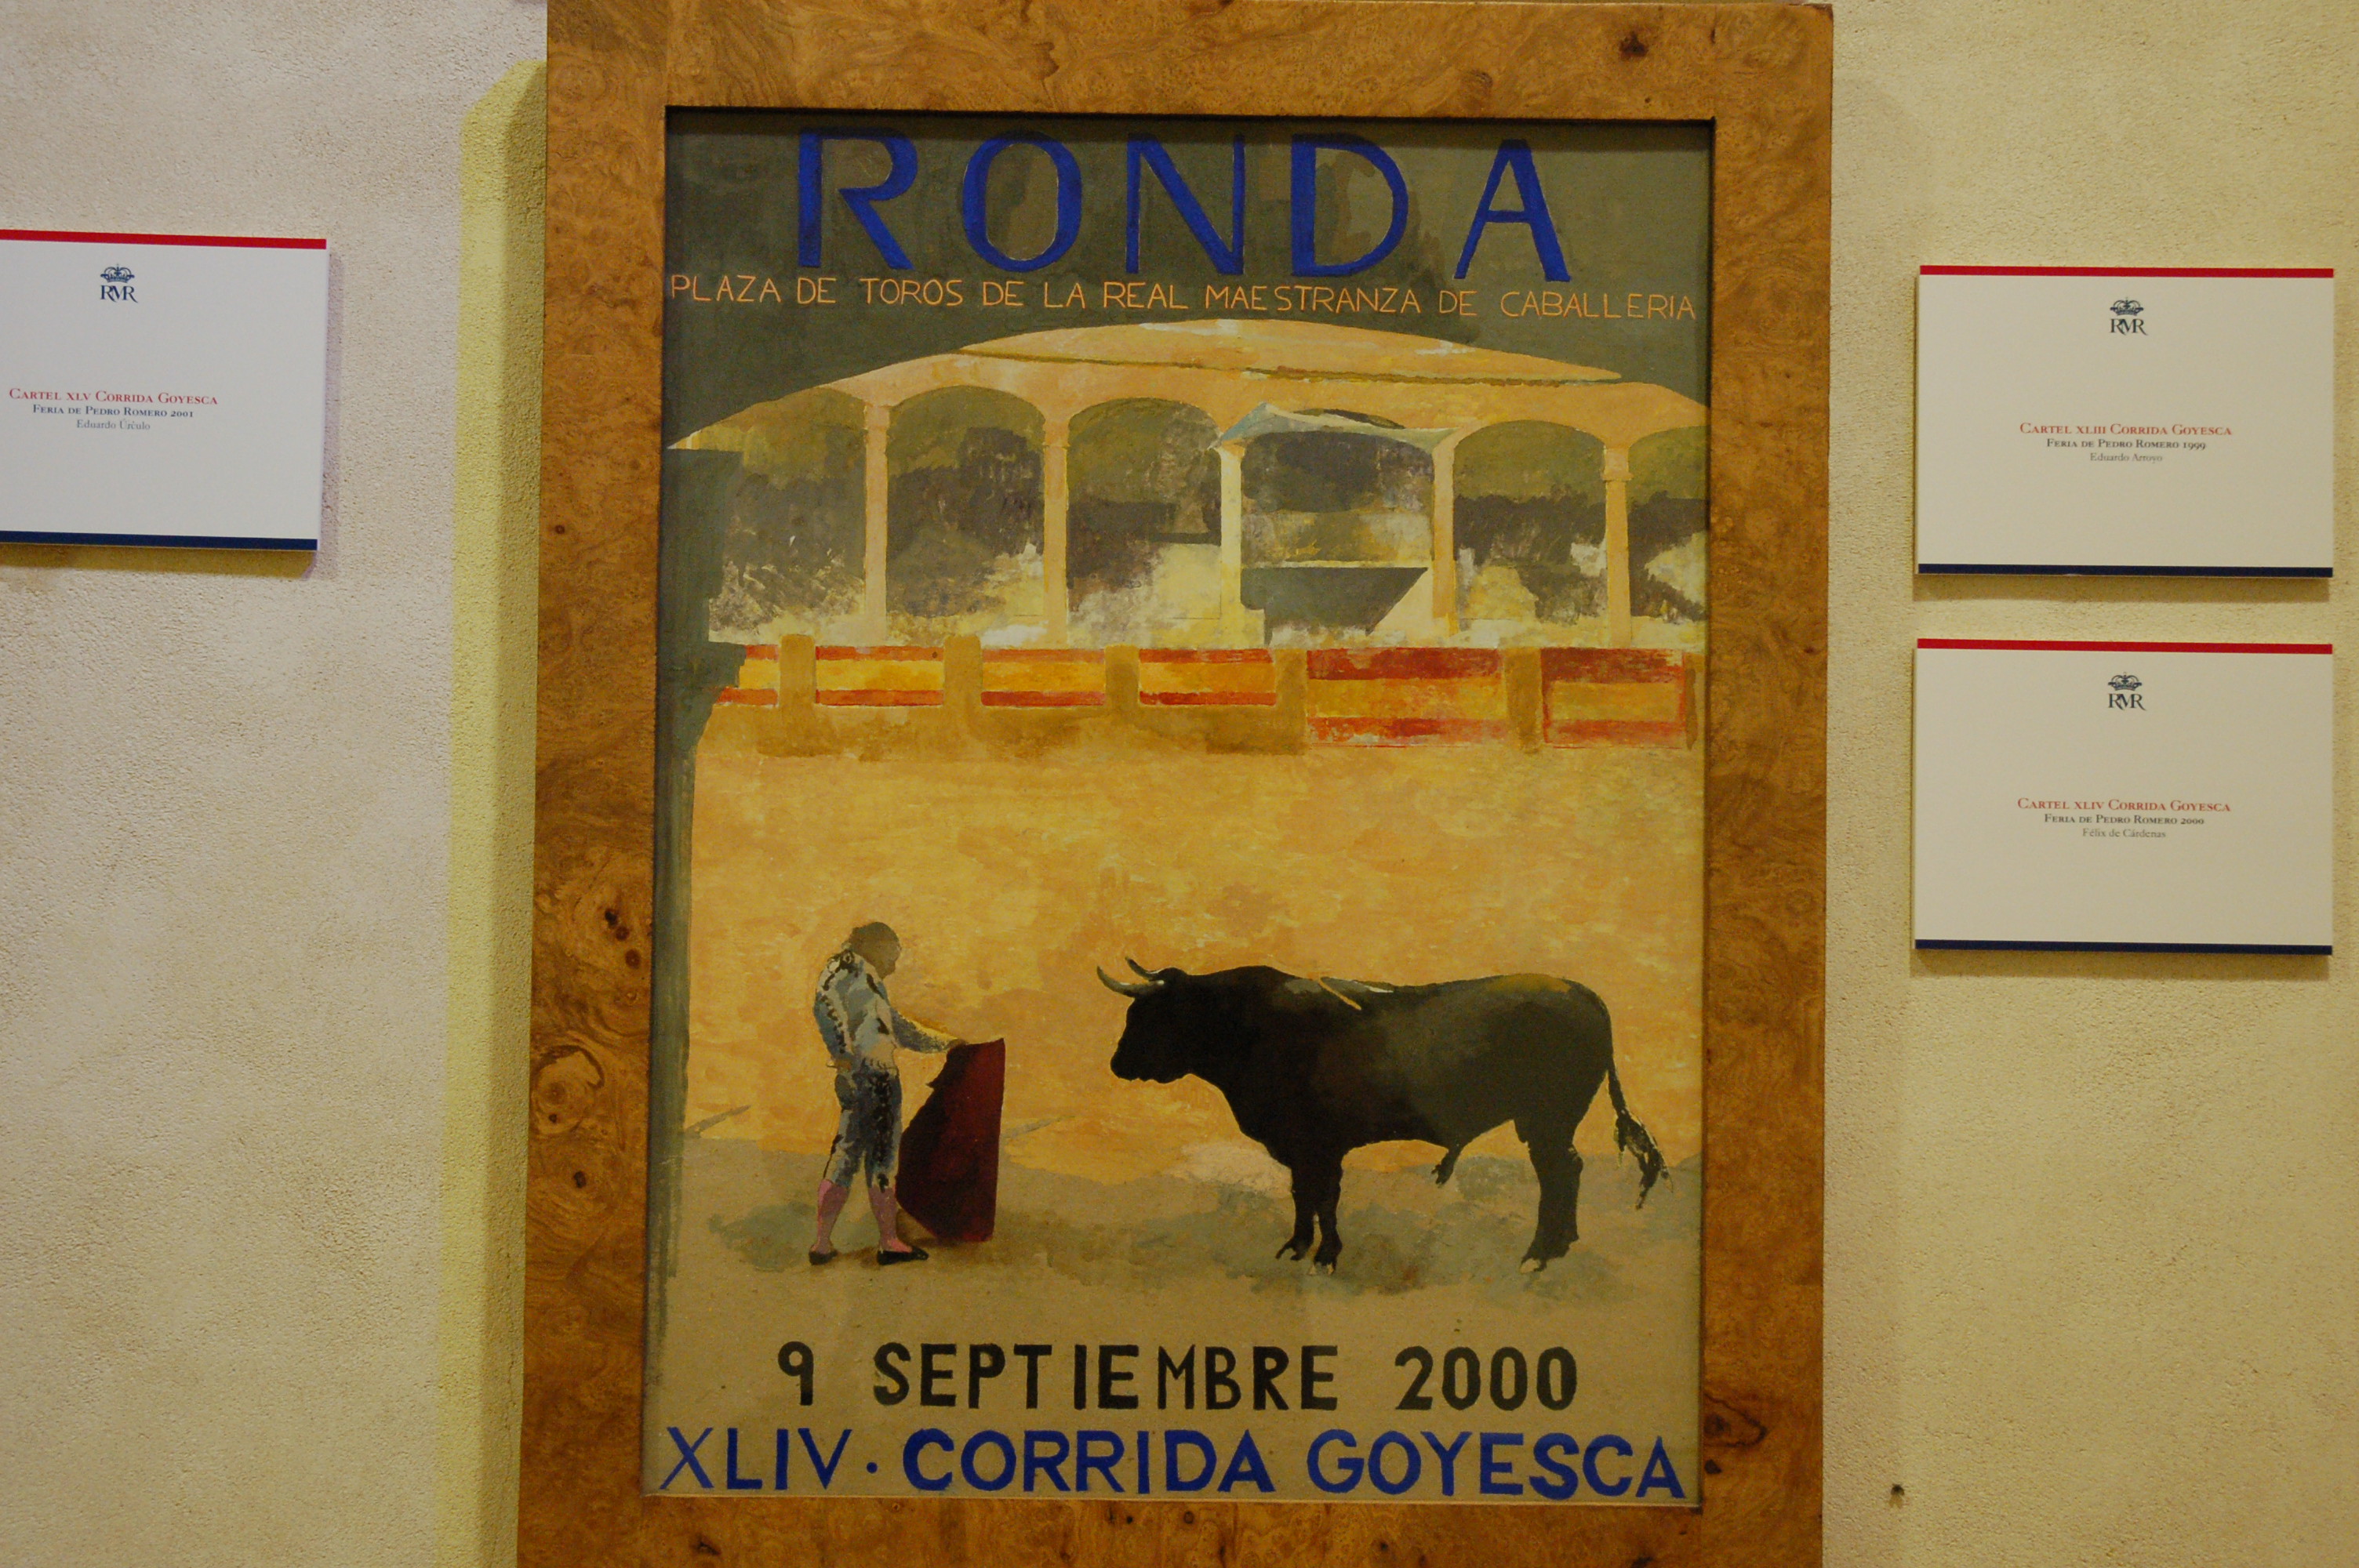 RONDA
PLAZA DE TOROS DE LA REAL MAESTRANZA DE CABALLERIA
9 SEPTIEMBRE 2000
XLIV · CORRIDA GOYESCA
RMR
CARTEL XLV CORRIDA GOYESCA
FERIA DE PEDRO ROMERO 2001
Eduardo Úrculo
RMR
CARTEL XLIII CORRIDA GOYESCA
FERIA DE PEDRO ROMERO 1999
Eduardo Arroyo
RMR
CARTEL XLIV CORRIDA GOYESCA
FERIA DE PEDRO ROMERO 2000
Félix de Cárdenas